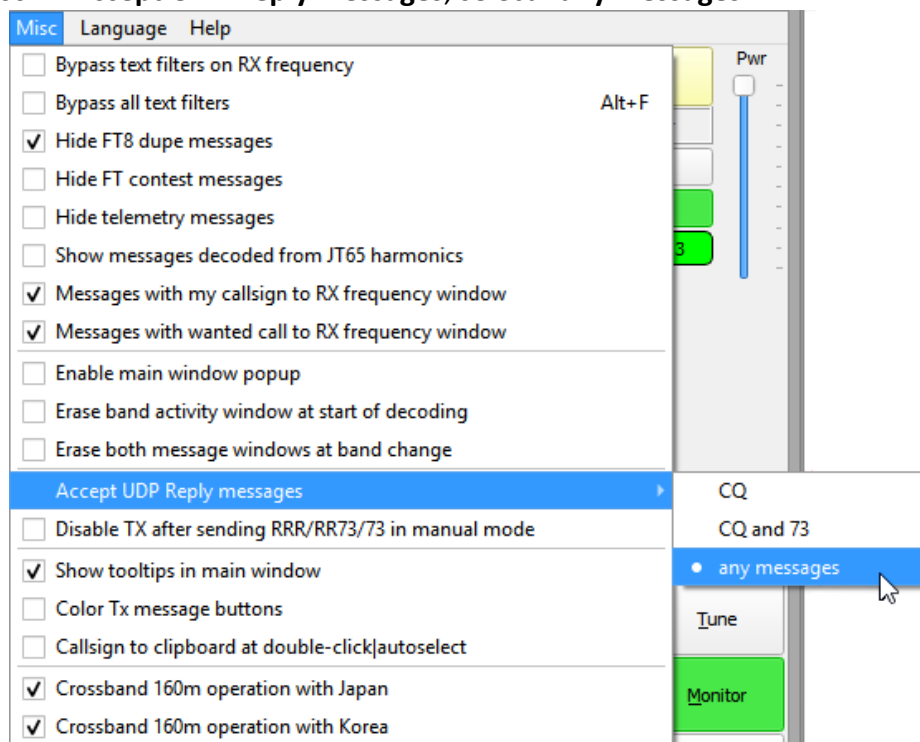 Misc Language Help
Pwr
Bypass text filters on RX frequency
Bypass all text filters Alt+F
Hide FT8 dupe messages
Hide FT contest messages
Hide telemetry messages
3
Show messages decoded from JT65 harmonics
Messages with my callsign to RX frequency window
Messages with wanted call to RX frequency window
Enable main window popup
Erase band activity window at start of decoding
Erase both message windows at band change
Accept UDP Reply messages
CQ
CQ and 73
any messages
Disable TX after sending RRR/RR73/73 in manual mode
Show tooltips in main window
Color Tx message buttons
Callsign to clipboard at double-click|autoselect
Crossband 160m operation with Japan
Crossband 160m operation with Korea
Tune
Monitor